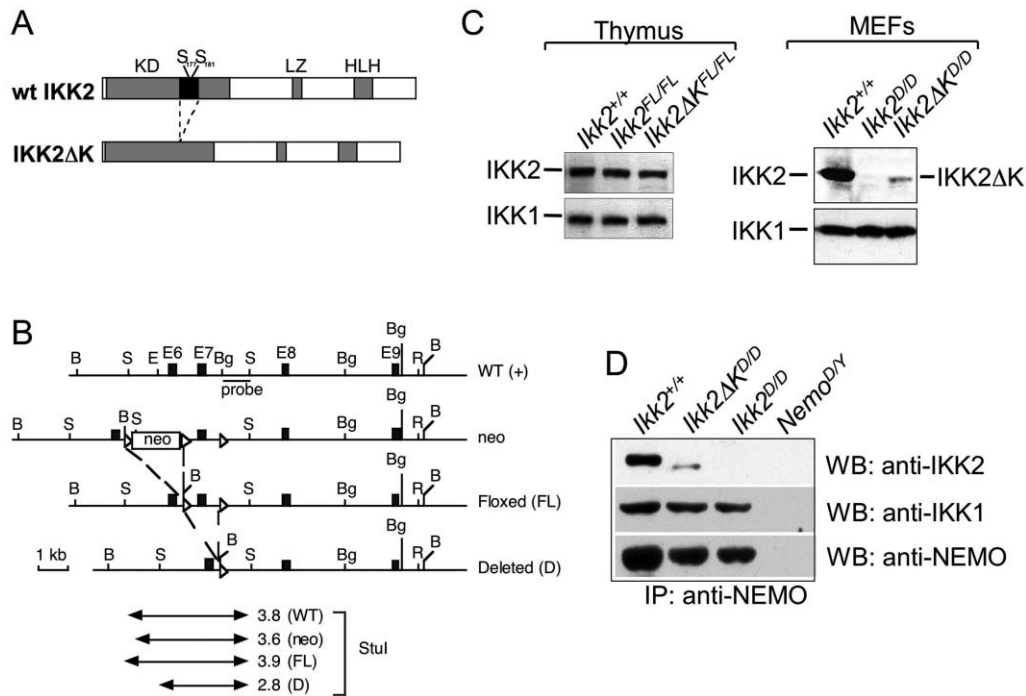 A
KD S177 S181 LZ HLH
wt IKK2
IKK2ΔK
B
B S E E6 E7 Bg S E8 Bg E9 Bg R B
WT (+)
probe
B S B S neo S Bg Bg R B
neo
B S B S Bg Bg R B
Floxed (FL)
1 kb
B S B S Bg Bg R B
Deleted (D)
3.8 (WT)
3.6 (neo)
3.9 (FL)
2.8 (D)
StuI
C
Thymus
Ikk2+/+ Ikk2FL/FL Ikk2ΔKFL/FL
IKK2
IKK1
MEFs
Ikk2+/+ Ikk2D/D Ikk2ΔKD/D
IKK2
IKK2ΔK
IKK1
D
Ikk2+/+ Ikk2ΔKD/D Ikk2D/D NemoD/Y
WB: anti-IKK2
WB: anti-IKK1
WB: anti-NEMO
IP: anti-NEMO